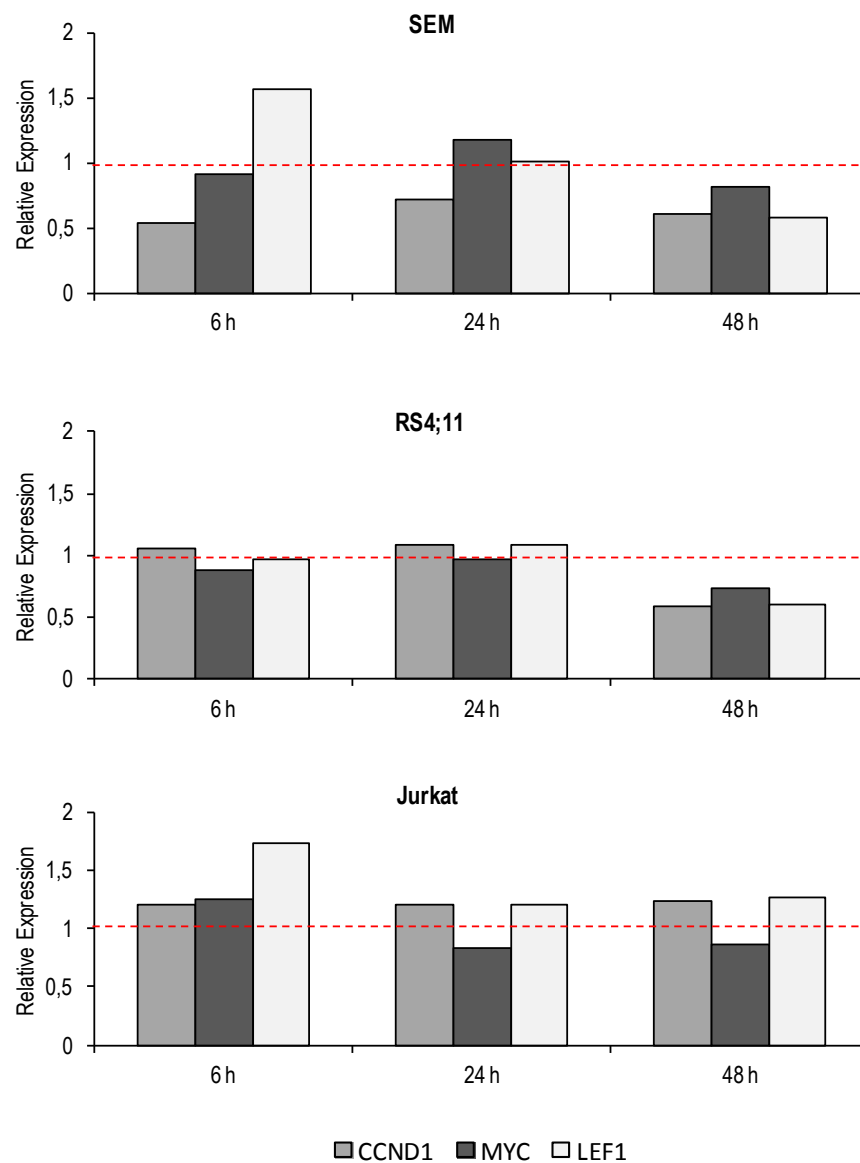 SEM
Relative Expression
2
1,5
1
0,5
0
6 h 24 h 48 h
RS4;11
Relative Expression
2
1,5
1
0,5
0
6 h 24 h 48 h
Jurkat
Relative Expression
2
1,5
1
0,5
0
6 h 24 h 48 h
CCND1 MYC LEF1